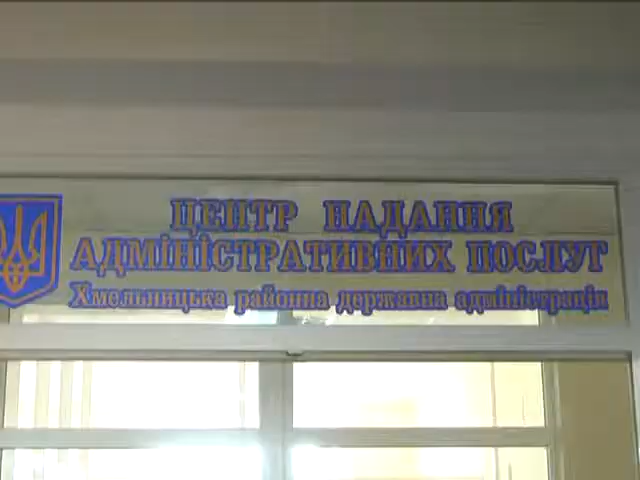 ЦЕНТР НАДАННЯ
АДМІНІСТРАТИВНИХ ПОСЛУГ
Хмельницька районна державна адміністрація